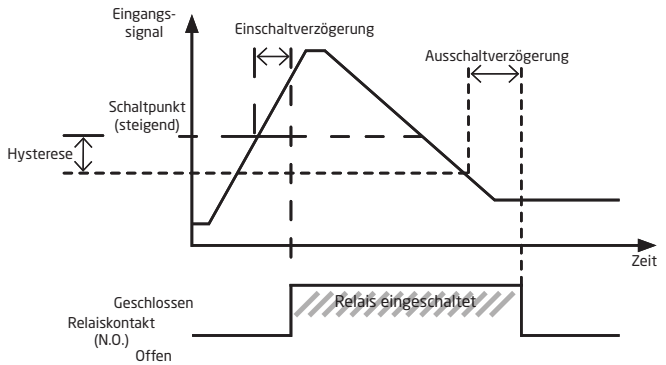 Eingangs-
signal
Einschaltverzögerung
Ausschaltverzögerung
Schaltpunkt
(steigend)
Hysterese
Zeit
Geschlossen
Relais eingeschaltet
Relaiskontakt
(N.O.)
Offen